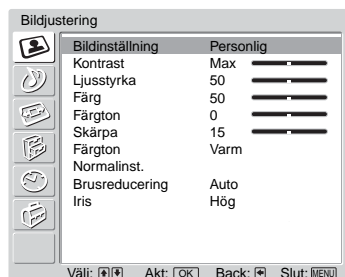 Bildjustering
Bildinställning Personlig
Kontrast Max
Ljusstyrka 50
Färg 50
Färgton 0
Skärpa 15
Färgton Varm
Normalinst.
Brusreducering Auto
Iris Hög
Välj: Akt: OK Back: Slut: MENU